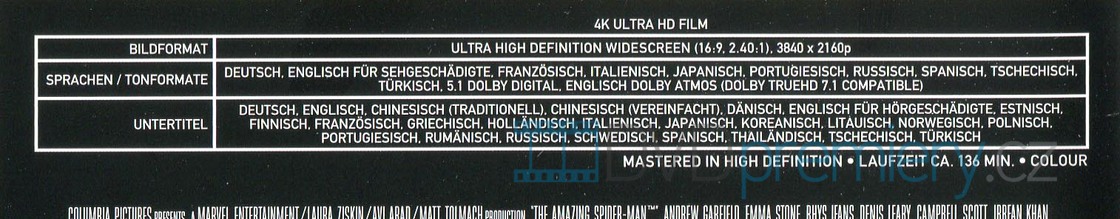 4K ULTRA HD FILM
BILDFORMAT
ULTRA HIGH DEFINITION WIDESCREEN (16:9, 2.40:1), 3840 x 2160p
SPRACHEN / TONFORMATE
DEUTSCH, ENGLISCH FÜR SEHGESCHÄDIGTE, FRANZÖSISCH, ITALIENISCH, JAPANISCH, PORTUGIESISCH, RUSSISCH, SPANISCH, TSCHECHISCH,
TÜRKISCH, 5.1 DOLBY DIGITAL, ENGLISCH DOLBY ATMOS (DOLBY TRUEHD 7.1 COMPATIBLE)
UNTERTITEL
DEUTSCH, ENGLISCH, CHINESISCH (TRADITIONELL), CHINESISCH (VEREINFACHT), DÄNISCH, ENGLISCH FÜR HÖRGESCHÄDIGTE, ESTNISCH,
FINNISCH, FRANZÖSISCH, GRIECHISCH, HOLLÄNDISCH, ITALIENISCH, JAPANISCH, KOREANISCH, LITAUISCH, NORWEGISCH, POLNISCH,
PORTUGIESISCH, RUMÄNISCH, RUSSISCH, SCHWEDISCH, SPANISCH, THAILÄNDISCH, TSCHECHISCH, TÜRKISCH
MASTERED IN HIGH DEFINITION • LAUFZEIT CA. 136 MIN. • COLOUR
DVDpremiery.cz
COLUMBIA PICTURES PRESENTS A MARVEL ENTERTAINMENT/LAURA ZISKIN/AVI ARAD/MATT TOLMACH PRODUCTION "THE AMAZING SPIDER-MAN™" ANDREW GARFIELD EMMA STONE RHYS IFANS DENIS LEARY CAMPBELL SCOTT IRRFAN KHAN